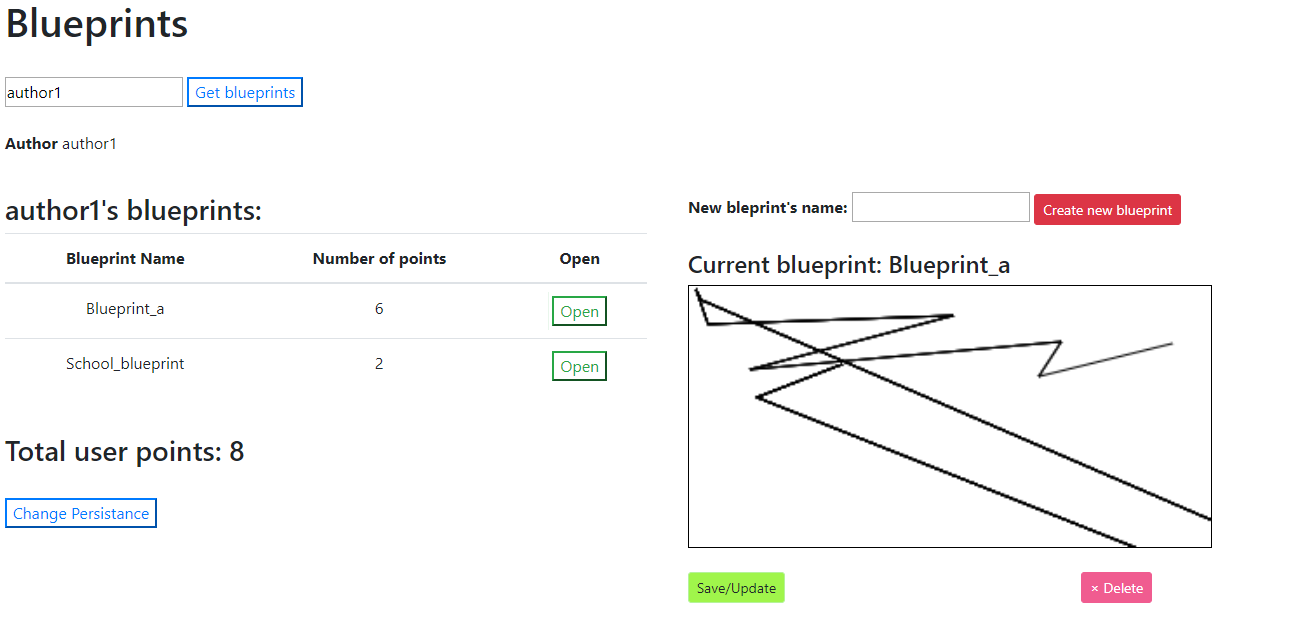 Blueprints
author1 Get blueprints
Author author1
author1's blueprints:
Blueprint Name Number of points Open
Blueprint_a 6 Open
School_blueprint 2 Open
Total user points: 8
Change Persistance
New bleprint's name: Create new blueprint
Current blueprint: Blueprint_a
Save/Update × Delete